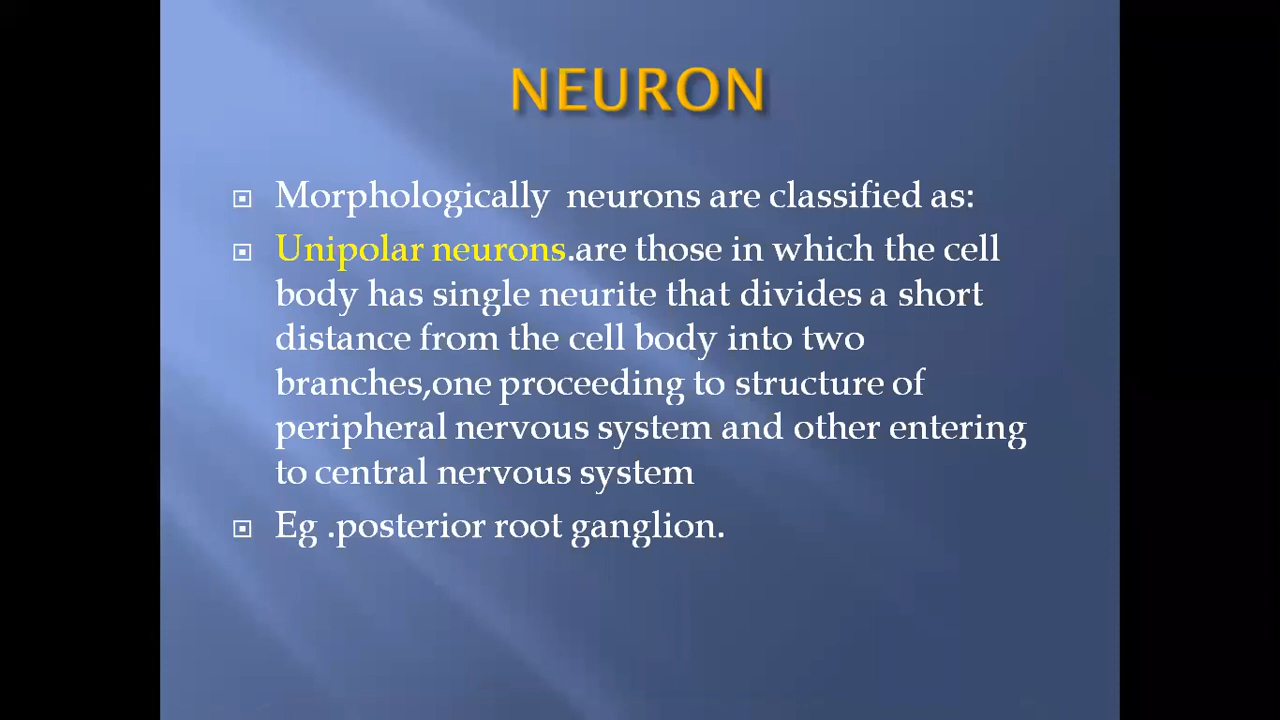 NEURON
Morphologically neurons are classified as:
Unipolar neurons.are those in which the cell
body has single neurite that divides a short
distance from the cell body into two
branches,one proceeding to structure of
peripheral nervous system and other entering
to central nervous system
Eg .posterior root ganglion.